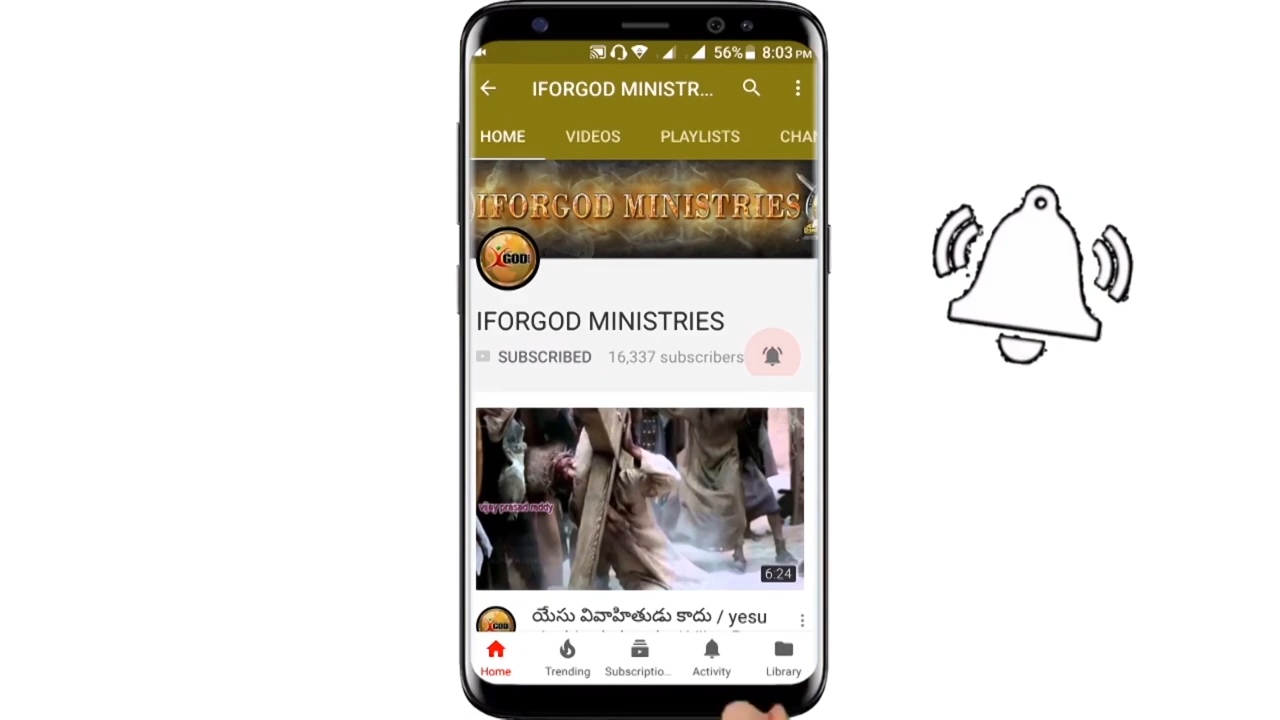 56% 8:03 PM
IFORGOD MINISTR...
HOME VIDEOS PLAYLISTS CHAN
IFORGOD MINISTRIES
GOD
IFORGOD MINISTRIES
SUBSCRIBED 16,337 subscribers
vijay prasad reddy
6:24
యేసు వివాహితుడు కాదు / yesu
Home Trending Subscriptio... Activity Library